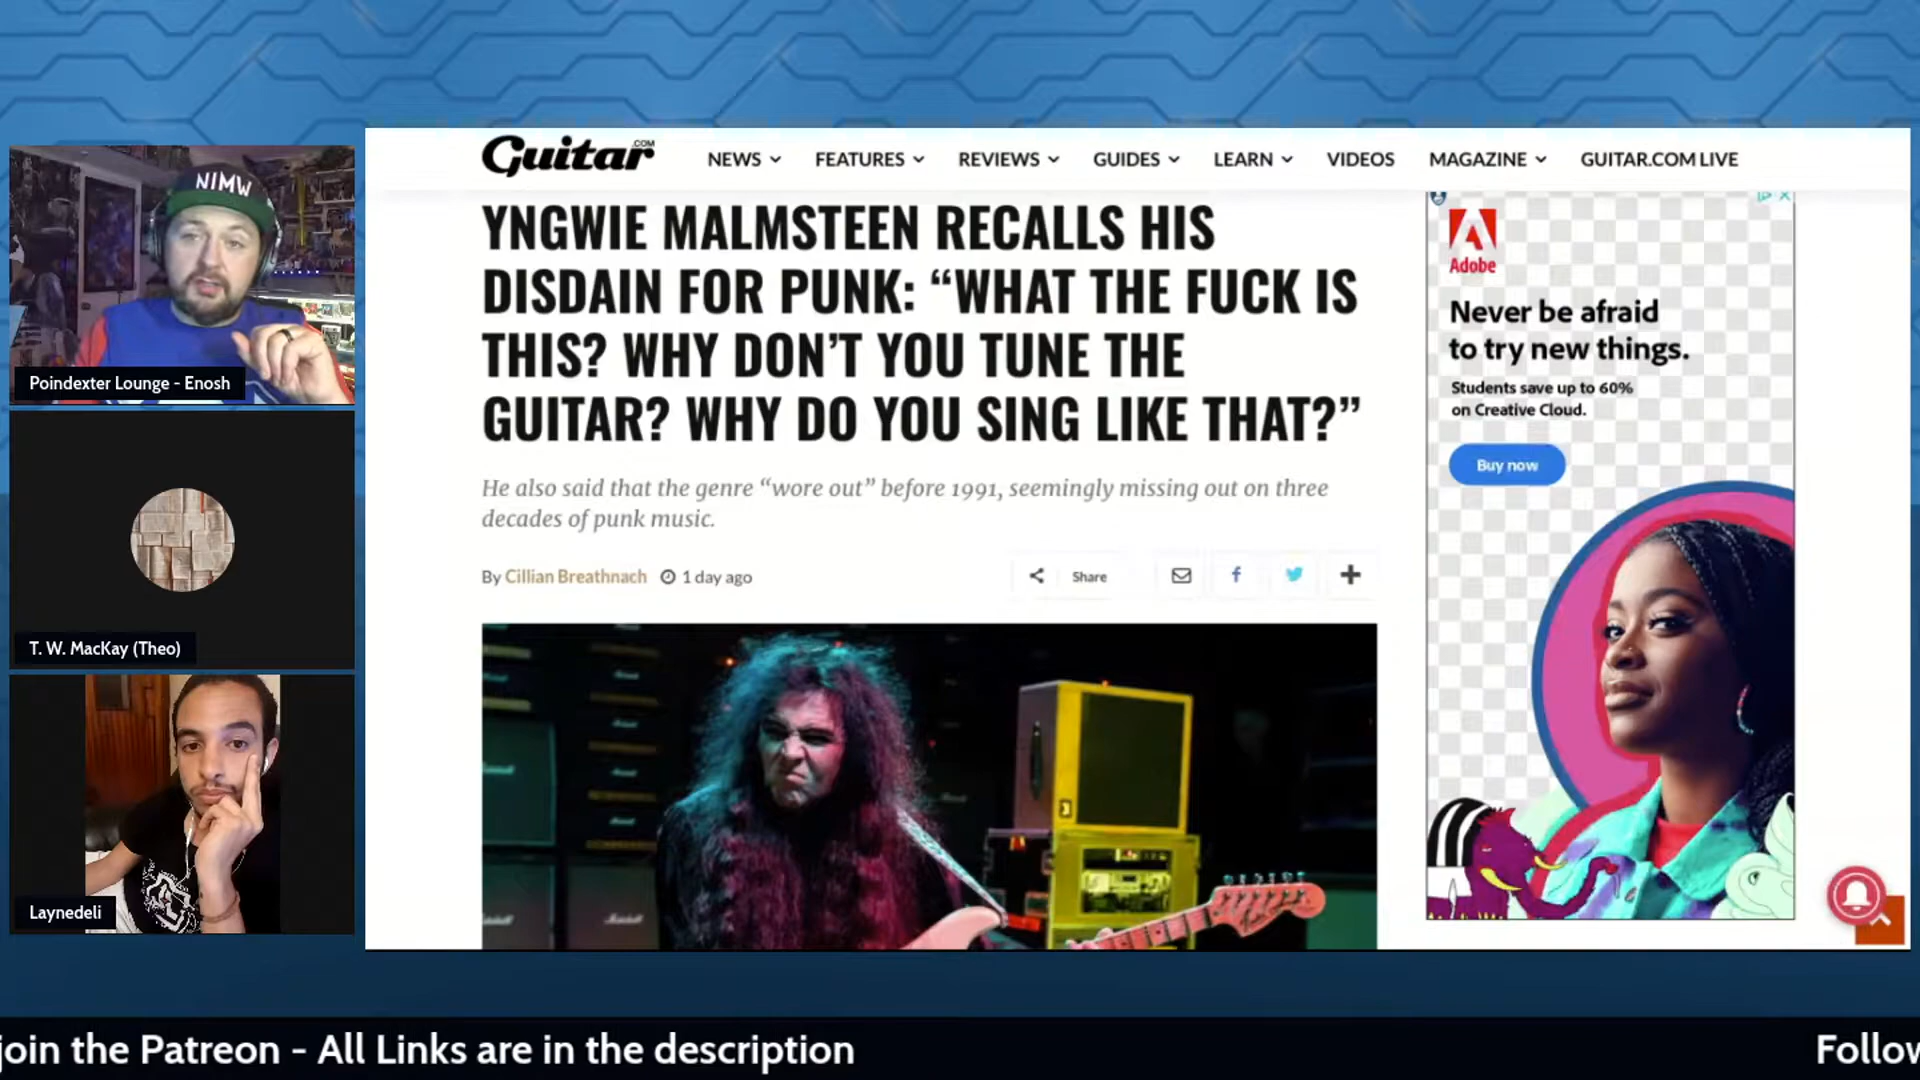 Guitar.COM
NEWS FEATURES REVIEWS GUIDES LEARN VIDEOS MAGAZINE GUITAR.COM LIVE
YNGWIE MALMSTEEN RECALLS HIS
DISDAIN FOR PUNK: “WHAT THE FUCK IS
THIS? WHY DON’T YOU TUNE THE
GUITAR? WHY DO YOU SING LIKE THAT?”
He also said that the genre “wore out” before 1991, seemingly missing out on three
decades of punk music.
By Cillian Breathnach 1 day ago
Share
Adobe
Never be afraid
to try new things.
Students save up to 60%
on Creative Cloud.
Buy now
NIMW
Poindexter Lounge - Enosh
T. W. MacKay (Theo)
Laynedeli
join the Patreon - All Links are in the description
Follow